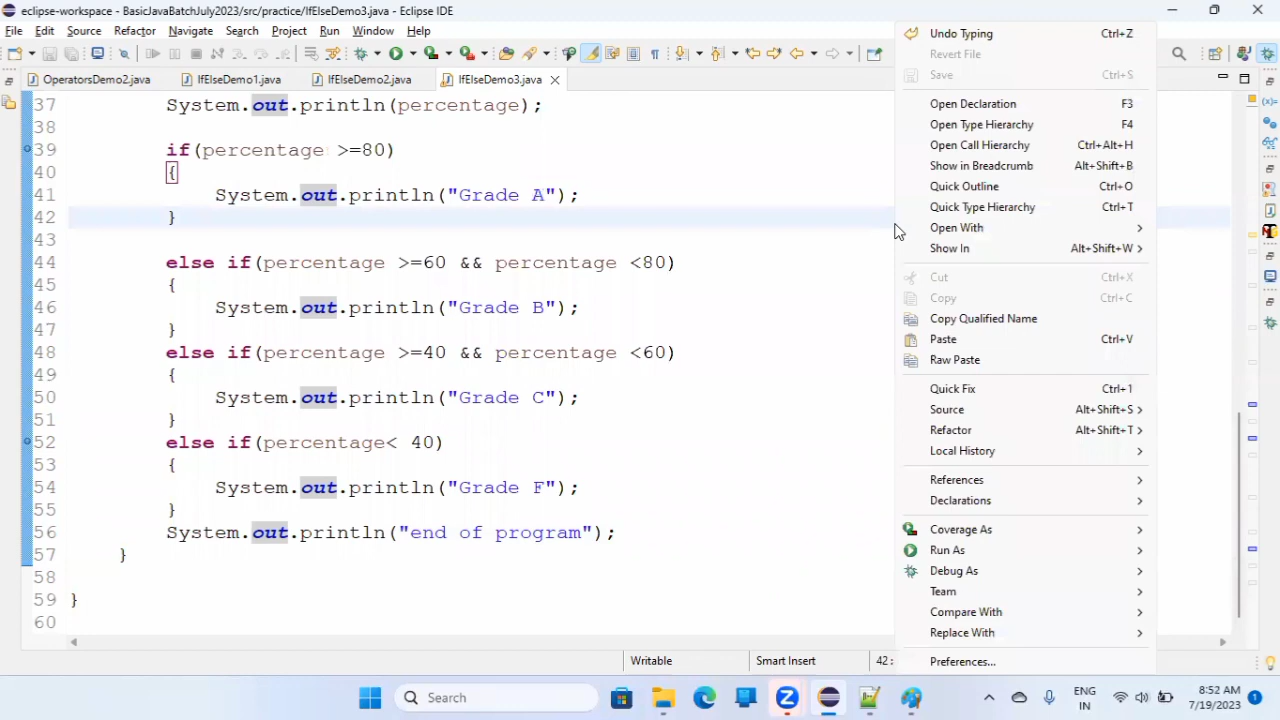 eclipse-workspace - BasicJavaBatchJuly2023/src/practice/IfElseDemo3.java - Eclipse IDE
File Edit Source Refactor Navigate Search Project Run Window Help
OperatorsDemo2.java IfElseDemo1.java IfElseDemo2.java IfElseDemo3.java
37 System.out.println(percentage);
38
39 if(percentage >=80)
40 {
41 System.out.println("Grade A");
42 }
43
44 else if(percentage >=60 && percentage <80)
45 {
46 System.out.println("Grade B");
47 }
48 else if(percentage >=40 && percentage <60)
49 {
50 System.out.println("Grade C");
51 }
52 else if(percentage< 40)
53 {
54 System.out.println("Grade F");
55 }
56 System.out.println("end of program");
57 }
58
59 }
60
Undo Typing Ctrl+Z
Revert File
Save Ctrl+S
Open Declaration F3
Open Type Hierarchy F4
Open Call Hierarchy Ctrl+Alt+H
Show in Breadcrumb Alt+Shift+B
Quick Outline Ctrl+O
Quick Type Hierarchy Ctrl+T
Open With
Show In Alt+Shift+W
Cut Ctrl+X
Copy Ctrl+C
Copy Qualified Name
Paste Ctrl+V
Raw Paste
Quick Fix Ctrl+1
Source Alt+Shift+S
Refactor Alt+Shift+T
Local History
References
Declarations
Coverage As
Run As
Debug As
Team
Compare With
Replace With
Preferences...
Writable Smart Insert 42:
Search
ENG
IN
8:52 AM
7/19/2023
1